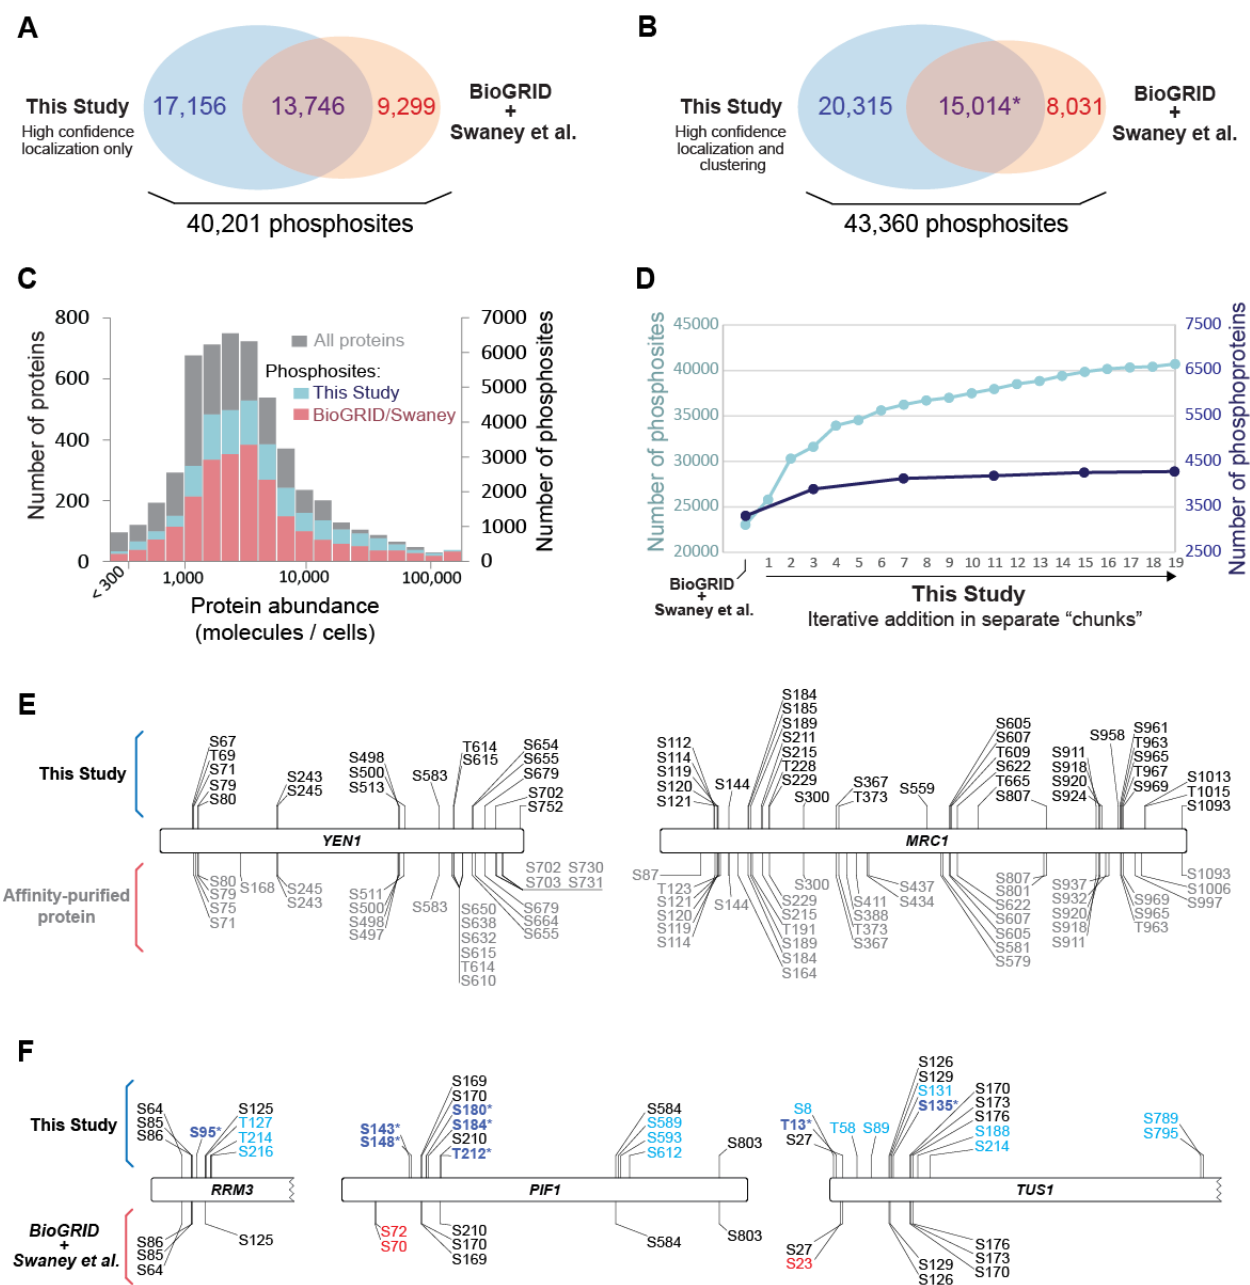 A
17,156
13,746
9,299
This Study
High confidence
localization only
BioGRID
+
Swaney et al.
40,201 phosphosites
B
20,315
15,014*
8,031
This Study
High confidence
localization and
clustering
BioGRID
+
Swaney et al.
43,360 phosphosites
C
Number of proteins
800
600
400
200
0
7000
6000
5000
4000
3000
2000
1000
0
Number of phosphosites
All proteins
Phosphosites:
This Study
BioGRID/Swaney
< 300
1,000
10,000
100,000
Protein abundance
(molecules / cells)
D
Number of phosphosites
45000
40000
35000
30000
25000
20000
7500
6500
5500
4500
3500
2500
Number of phosphoproteins
1 2 3 4 5 6 7 8 9 10 11 12 13 14 15 16 17 18 19
BioGRID
+
Swaney et al.
This Study
Iterative addition in separate “chunks”
E
This Study
S67
T69
S71
S79
S80
S243
S245
S498
S500
S513
S583
T614
S615
S654
S655
S679
S702
S752
YEN1
Affinity-purified
protein
S80
S79
S75
S71
S168
S245
S243
S511
S500
S498
S497
S583
S650
S638
S632
S615
T614
S610
S702 S730
S703 S731
S679
S664
S655
S112
S114
S119
S120
S121
S144
S184
S185
S189
S211
S215
T228
S229
S300
S367
T373
S559
S605
S607
T609
S622
T665
S807
S911
S918
S920
S924
S958
S961
T963
S965
T967
S969
S1013
T1015
S1093
MRC1
S87
T123
S121
S120
S119
S114
S144
S229
S215
T191
S189
S184
S164
S300
S411
S388
T373
S367
S437
S434
S807
S801
S622
S607
S605
S581
S579
S937
S932
S920
S918
S911
S969
S965
T963
S1093
S1006
S997
F
This Study
S64
S85
S86
S95*
S125
T127
T214
S216
RRM3
BioGRID
+
Swaney et al.
S86
S85
S64
S125
S143*
S148*
S169
S170
S180*
S184*
S210
T212*
S584
S589
S593
S612
S803
PIF1
S72
S70
S210
S170
S169
S584
S803
S8
T13*
S27
T58
S89
S126
S129
S131
S135*
S170
S173
S176
S188
S214
S789
S795
TUS1
S27
S23
S129
S126
S176
S173
S170